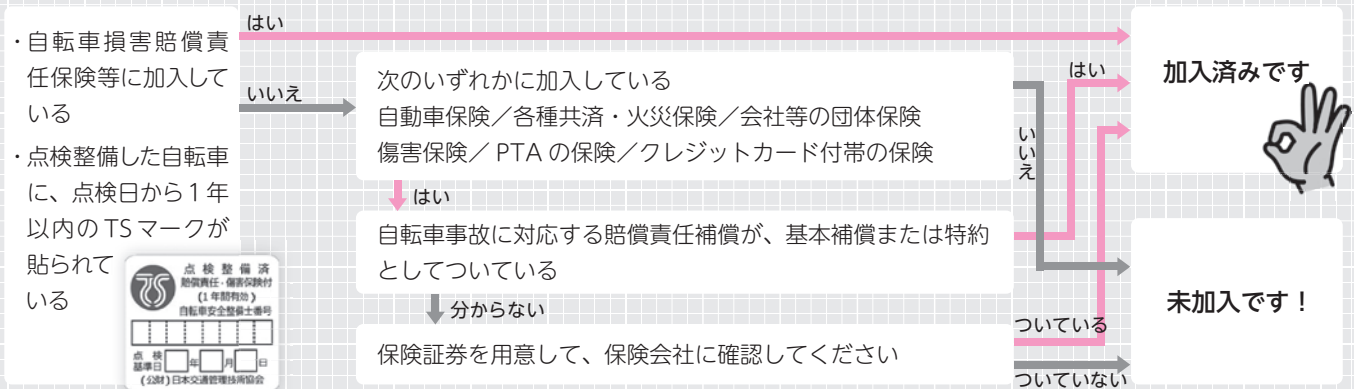 ・自転車損害賠償責
任保険等に加入して
いる
・点検整備した自転車
に、点検日から1年
以内のTSマークが
貼られて
いる
TS
点検整備済
賠償責任・傷害保険付
(1年間有効)
自転車安全整備士番号
点検
基準日 年 月 日
(公財)日本交通管理技術協会
はい
いいえ
次のいずれかに加入している
自動車保険／各種共済・火災保険／会社等の団体保険
傷害保険／PTAの保険／クレジットカード付帯の保険
はい
いいえ
自転車事故に対応する賠償責任補償が、基本補償または特約
としてついている
はい
分からない
保険証券を用意して、保険会社に確認してください
ついている
ついていない
加入済みです
未加入です！